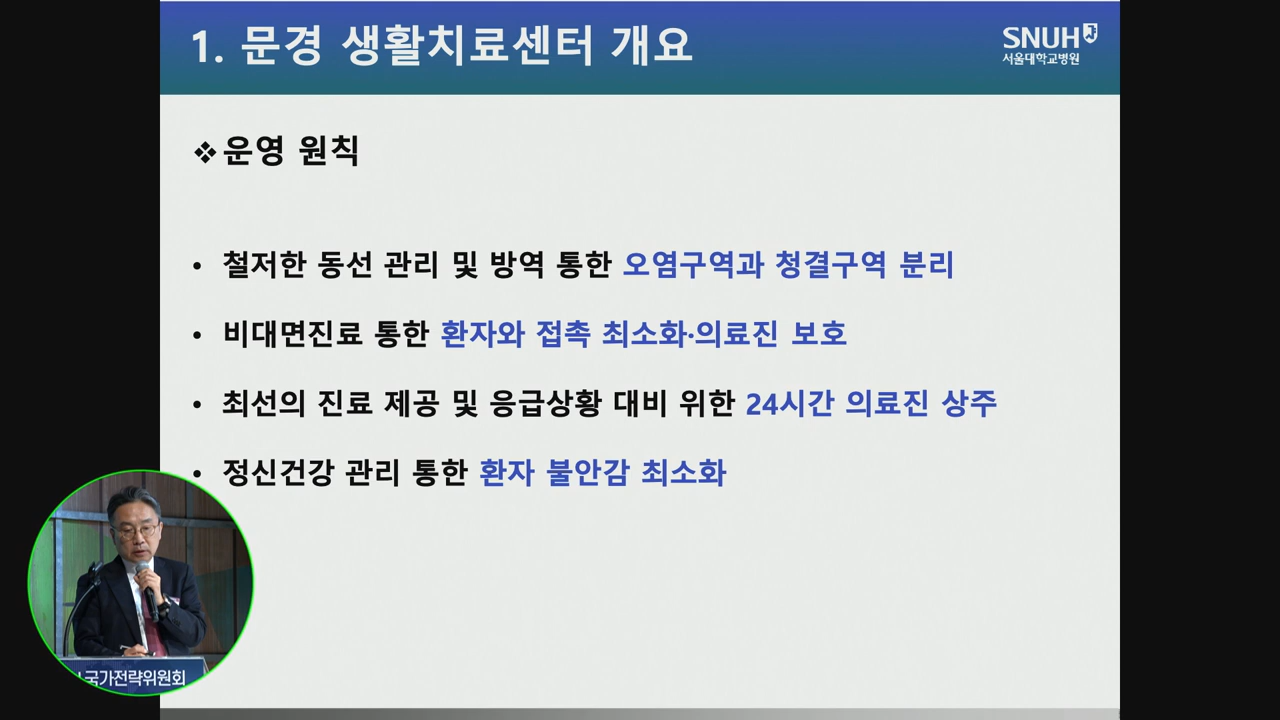 1. 문경 생활치료센터 개요
SNUH
서울대학교병원
❖운영 원칙
• 철저한 동선 관리 및 방역 통한 오염구역과 청결구역 분리
• 비대면진료 통한 환자와 접촉 최소화·의료진 보호
• 최선의 진료 제공 및 응급상황 대비 위한 24시간 의료진 상주
• 정신건강 관리 통한 환자 불안감 최소화
국가전략위원회